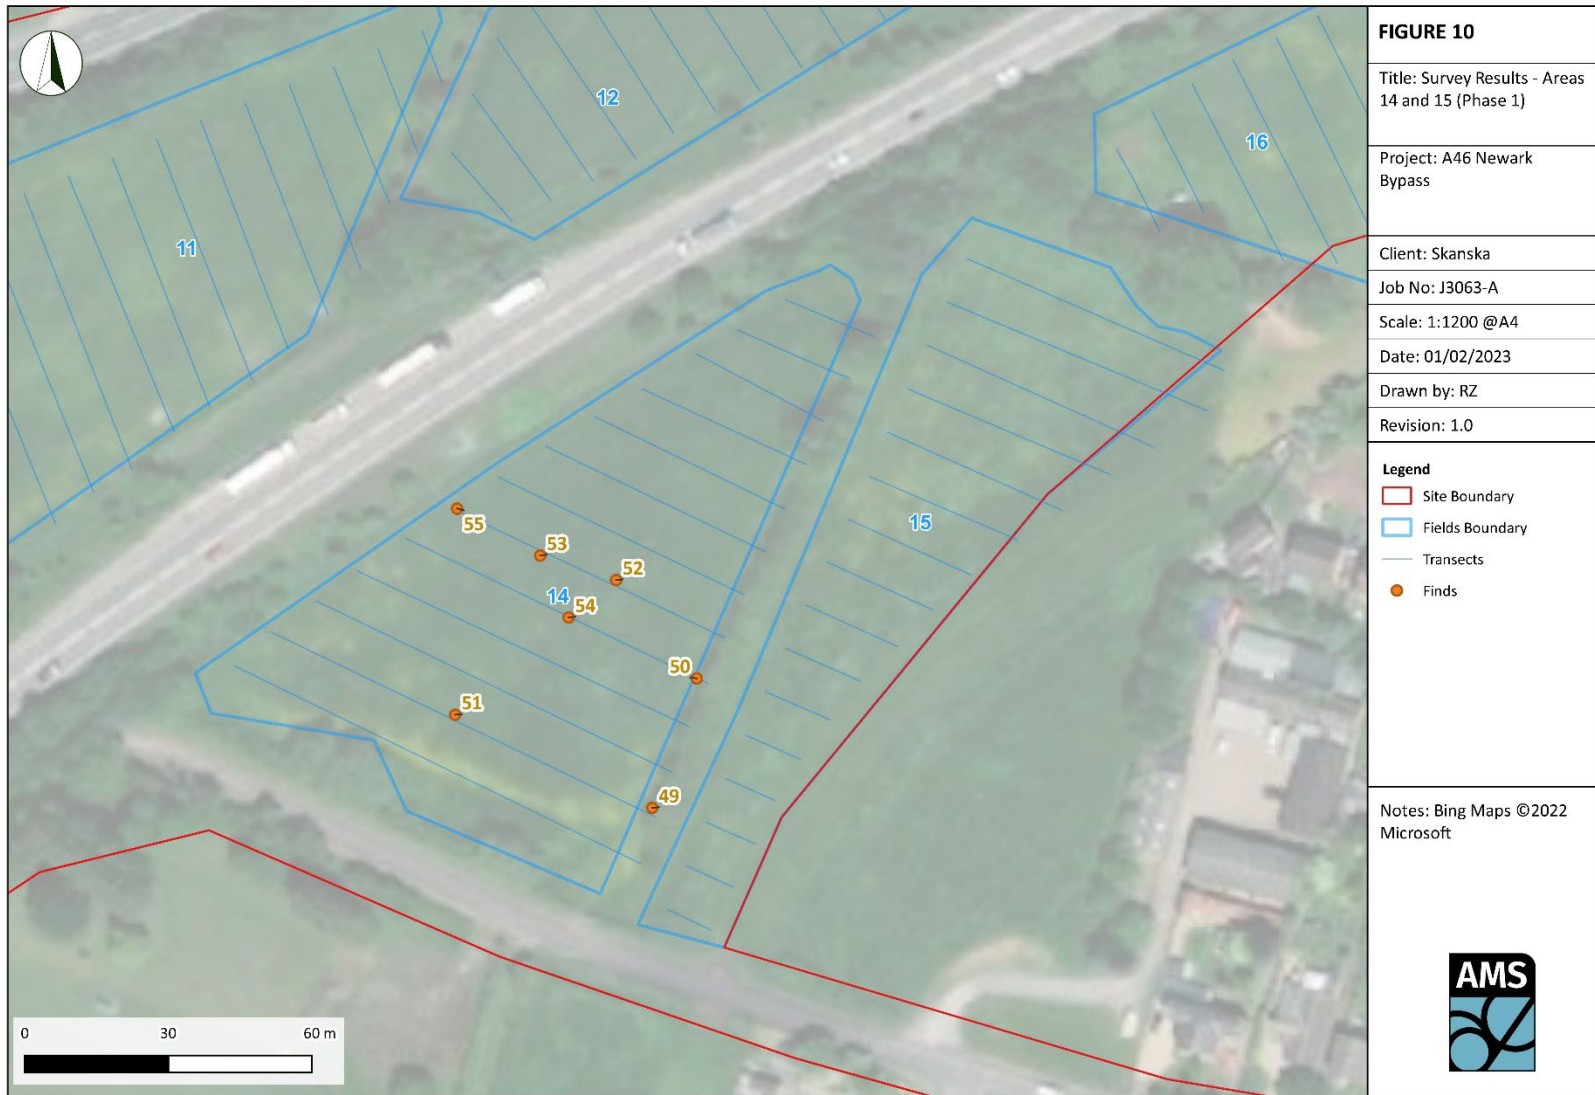 FIGURE 10
Title: Survey Results - Areas
14 and 15 (Phase 1)
Project: A46 Newark
Bypass
Client: Skanska
Job No: J3063-A
Scale: 1:1200 @A4
Date: 01/02/2023
Drawn by: RZ
Revision: 1.0
Legend
Site Boundary
Fields Boundary
Transects
Finds
Notes: Bing Maps ©2022
Microsoft
AMS
12
16
11
15
55
53
52
14
54
50
51
49
0 30 60 m